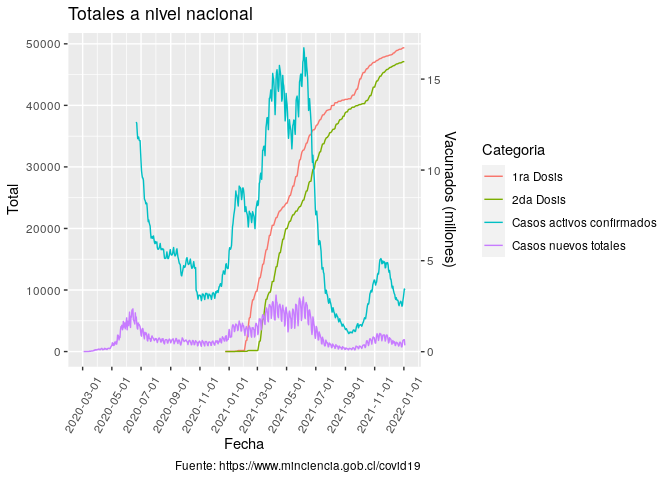 Totales a nivel nacional
50000
40000
30000
20000
10000
0
Total
15
10
5
0
Vacunados (millones)
2020-03-01
2020-05-01
2020-07-01
2020-09-01
2020-11-01
2021-01-01
2021-03-01
2021-05-01
2021-07-01
2021-09-01
2021-11-01
2022-01-01
Fecha
Categoria
1ra Dosis
2da Dosis
Casos activos confirmados
Casos nuevos totales
Fuente: https://www.minciencia.gob.cl/covid19